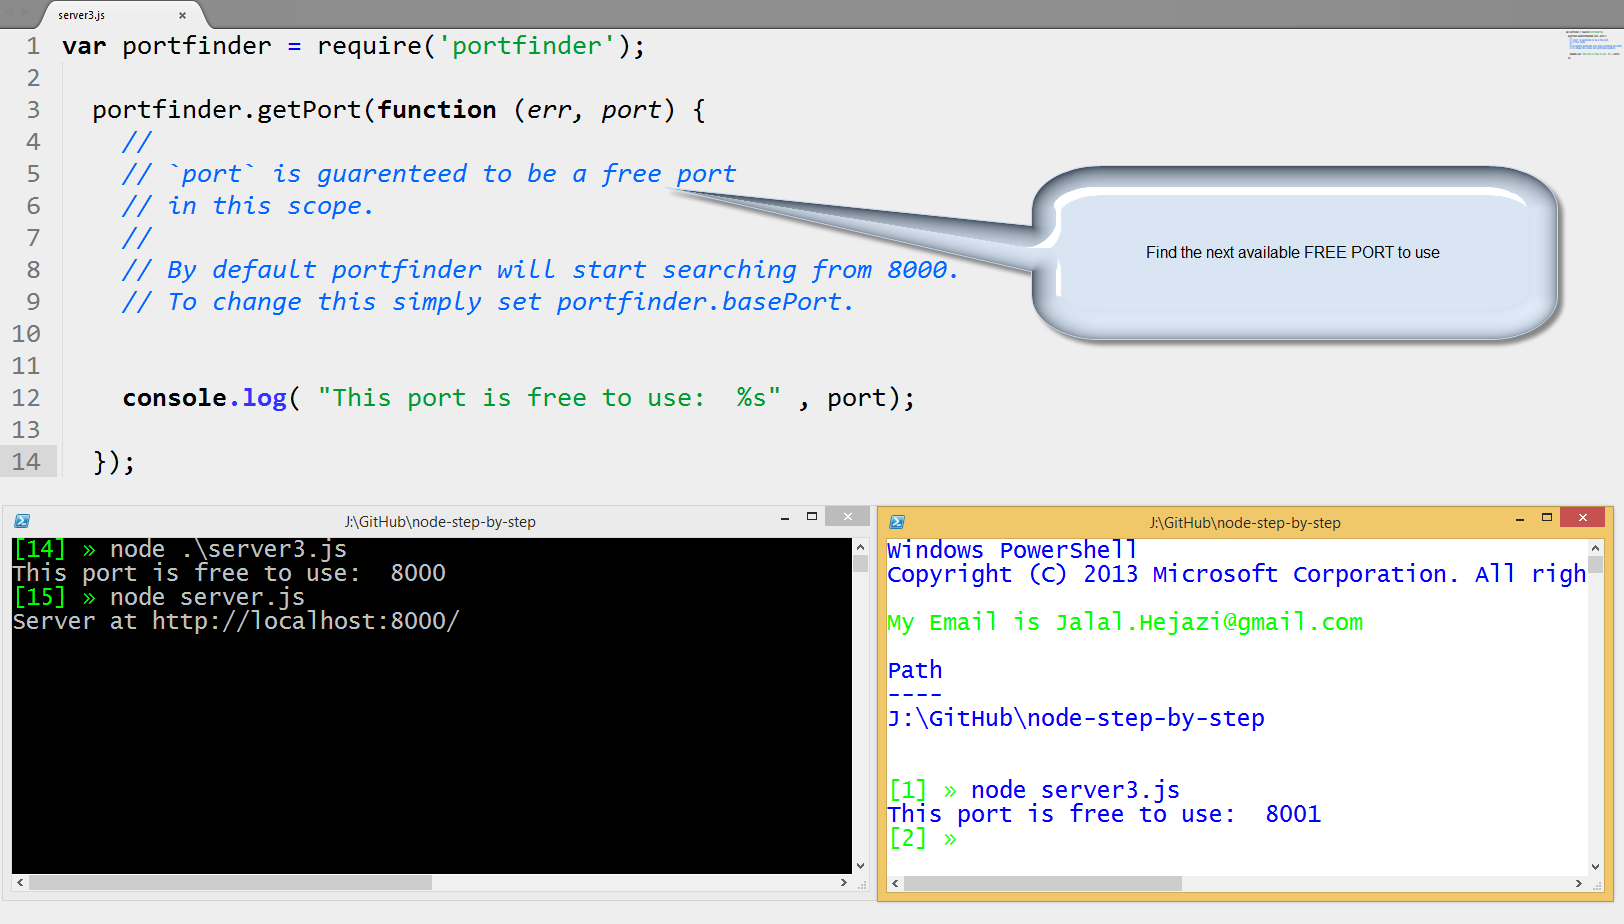 server3.js ×
1 var portfinder = require('portfinder');
2
3 portfinder.getPort(function (err, port) {
4 //
5 // `port` is guarenteed to be a free port
6 // in this scope.
7 //
8 // By default portfinder will start searching from 8000.
9 // To change this simply set portfinder.basePort.
10
11
12 console.log( "This port is free to use:  %s" , port);
13
14 });
Find the next available FREE PORT to use
J:\GitHub\node-step-by-step
[14] » node .\server3.js
This port is free to use:  8000
[15] » node server.js
Server at http://localhost:8000/
J:\GitHub\node-step-by-step
Windows PowerShell
Copyright (C) 2013 Microsoft Corporation. All righ
My Email is Jalal.Hejazi@gmail.com
Path
----
J:\GitHub\node-step-by-step
[1] » node server3.js
This port is free to use:  8001
[2] »